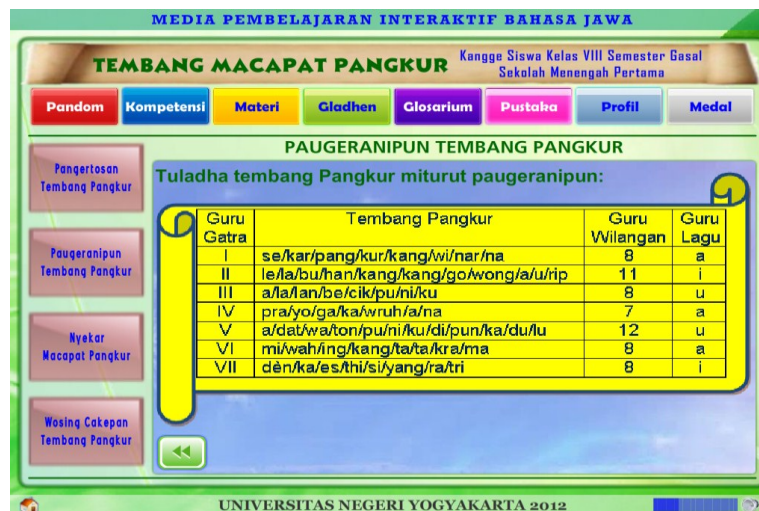 MEDIA PEMBELAJARAN INTERAKTIF BAHASA JAWA
TEMBANG MACAPAT PANGKUR
Kangge Siswa Kelas VIII Semester Gasal
Sekolah Menengah Pertama
Pandom Kompetensi Materi Gladhen Glosarium Pustaka Profil Medal
Pangertosan
Tembang Pangkur
Paugeranipun
Tembang Pangkur
Nyekar
Macapat Pangkur
Wosing Cakepan
Tembang Pangkur
PAUGERANIPUN TEMBANG PANGKUR
Tuladha tembang Pangkur miturut paugeranipun:
Guru Gatra Tembang Pangkur Guru Wilangan Guru Lagu
I se/kar/pang/kur/kang/wi/nar/na 8 a
II le/la/bu/han/kang/kang/go/wong/a/u/rip 11 i
III a/la/lan/be/cik/pu/ni/ku 8 u
IV pra/yo/ga/ka/wruh/a/na 7 a
V a/dat/wa/ton/pu/ni/ku/di/pun/ka/du/lu 12 u
VI mi/wah/ing/kang/ta/ta/kra/ma 8 a
VII dèn/ka/es/thi/si/yang/ra/tri 8 i
UNIVERSITAS NEGERI YOGYAKARTA 2012